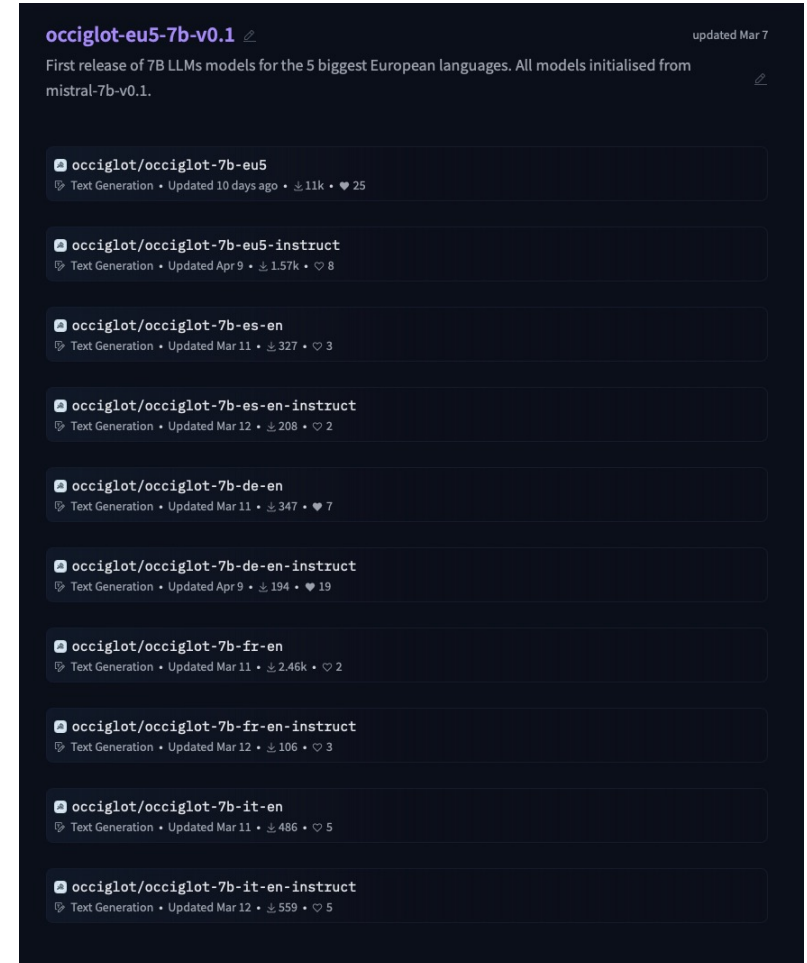 occiglot-eu5-7b-v0.1
updated Mar 7
First release of 7B LLMs models for the 5 biggest European languages. All models initialised from
mistral-7b-v0.1.
occiglot/occiglot-7b-eu5
Text Generation • Updated 10 days ago • 11k • 25
occiglot/occiglot-7b-eu5-instruct
Text Generation • Updated Apr 9 • 1.57k • 8
occiglot/occiglot-7b-es-en
Text Generation • Updated Mar 11 • 327 • 3
occiglot/occiglot-7b-es-en-instruct
Text Generation • Updated Mar 12 • 208 • 2
occiglot/occiglot-7b-de-en
Text Generation • Updated Mar 11 • 347 • 7
occiglot/occiglot-7b-de-en-instruct
Text Generation • Updated Apr 9 • 194 • 19
occiglot/occiglot-7b-fr-en
Text Generation • Updated Mar 11 • 2.46k • 2
occiglot/occiglot-7b-fr-en-instruct
Text Generation • Updated Mar 12 • 106 • 3
occiglot/occiglot-7b-it-en
Text Generation • Updated Mar 11 • 486 • 5
occiglot/occiglot-7b-it-en-instruct
Text Generation • Updated Mar 12 • 559 • 5